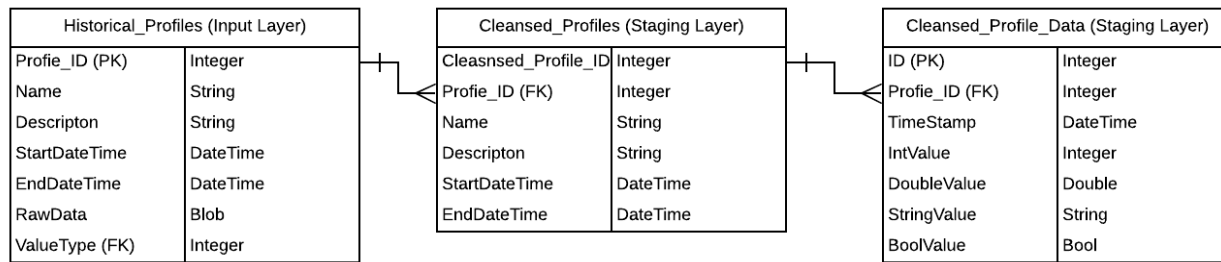 Historical_Profiles (Input Layer)
Profie_ID (PK) Integer
Name String
Descripton String
StartDateTime DateTime
EndDateTime DateTime
RawData Blob
ValueType (FK) Integer
Cleansed_Profiles (Staging Layer)
Cleasnsed_Profile_ID Integer
Profie_ID (FK) Integer
Name String
Descripton String
StartDateTime DateTime
EndDateTime DateTime
Cleansed_Profile_Data (Staging Layer)
ID (PK) Integer
Profie_ID (FK) Integer
TimeStamp DateTime
IntValue Integer
DoubleValue Double
StringValue String
BoolValue Bool